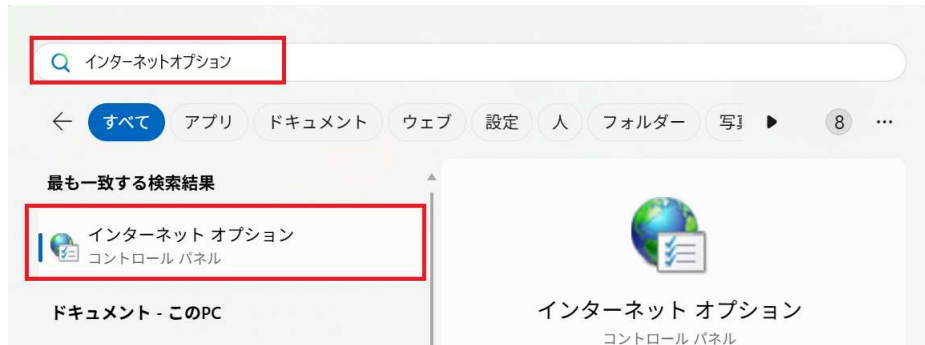 インターネットオプション
すべて アプリ ドキュメント ウェブ 設定 人 フォルダー 8 ...
最も一致する検索結果
インターネット オプション
コントロール パネル
ドキュメント - このPC
インターネット オプション
コントロール パネル